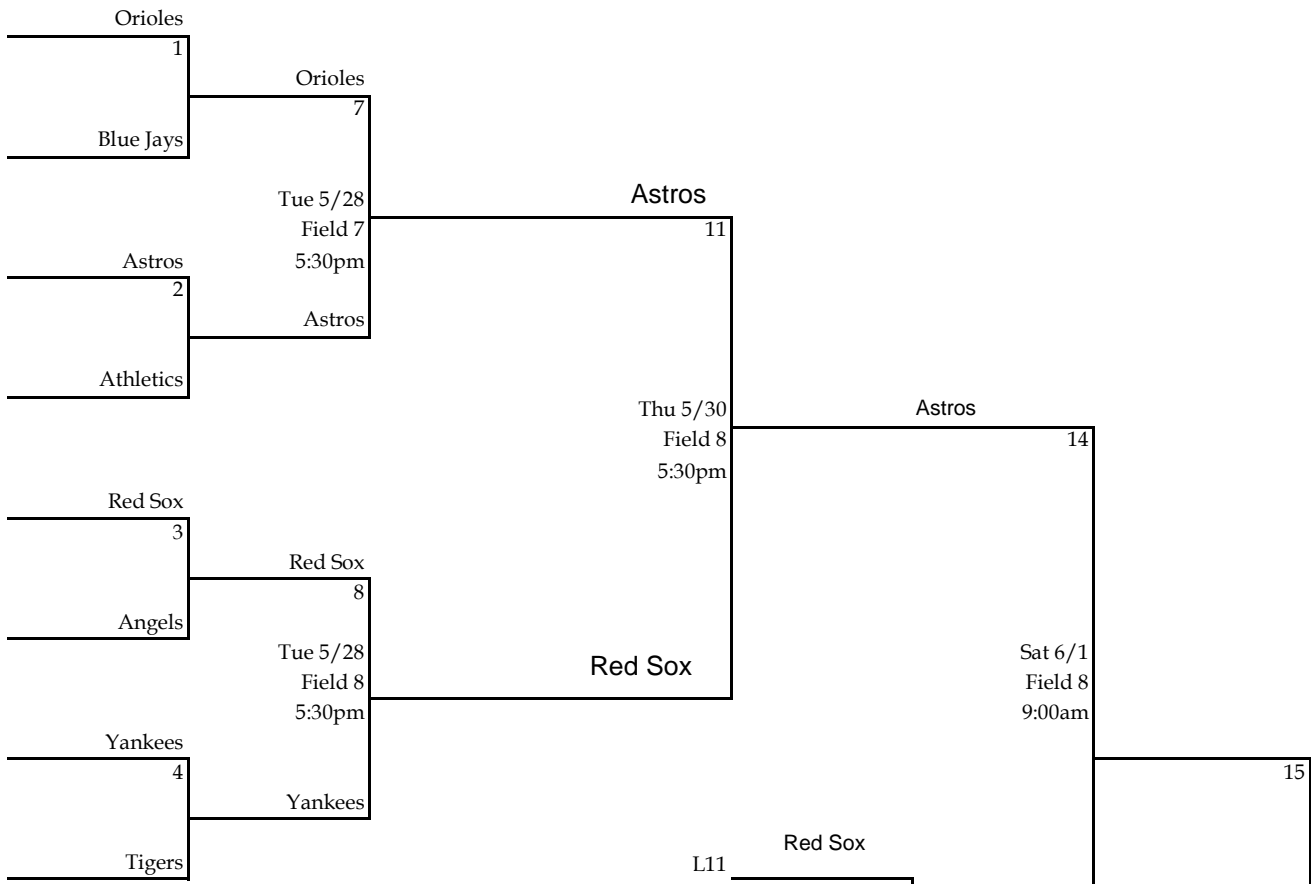 Orioles
1
Orioles
7
Blue Jays
Tue 5/28
Field 7
5:30pm
Astros
11
Astros
2
Astros
Athletics
Thu 5/30
Field 8
5:30pm
Astros
14
Red Sox
3
Red Sox
8
Angels
Tue 5/28
Field 8
5:30pm
Red Sox
Sat 6/1
Field 8
9:00am
Yankees
4
15
Yankees
Tigers
L11
Red Sox